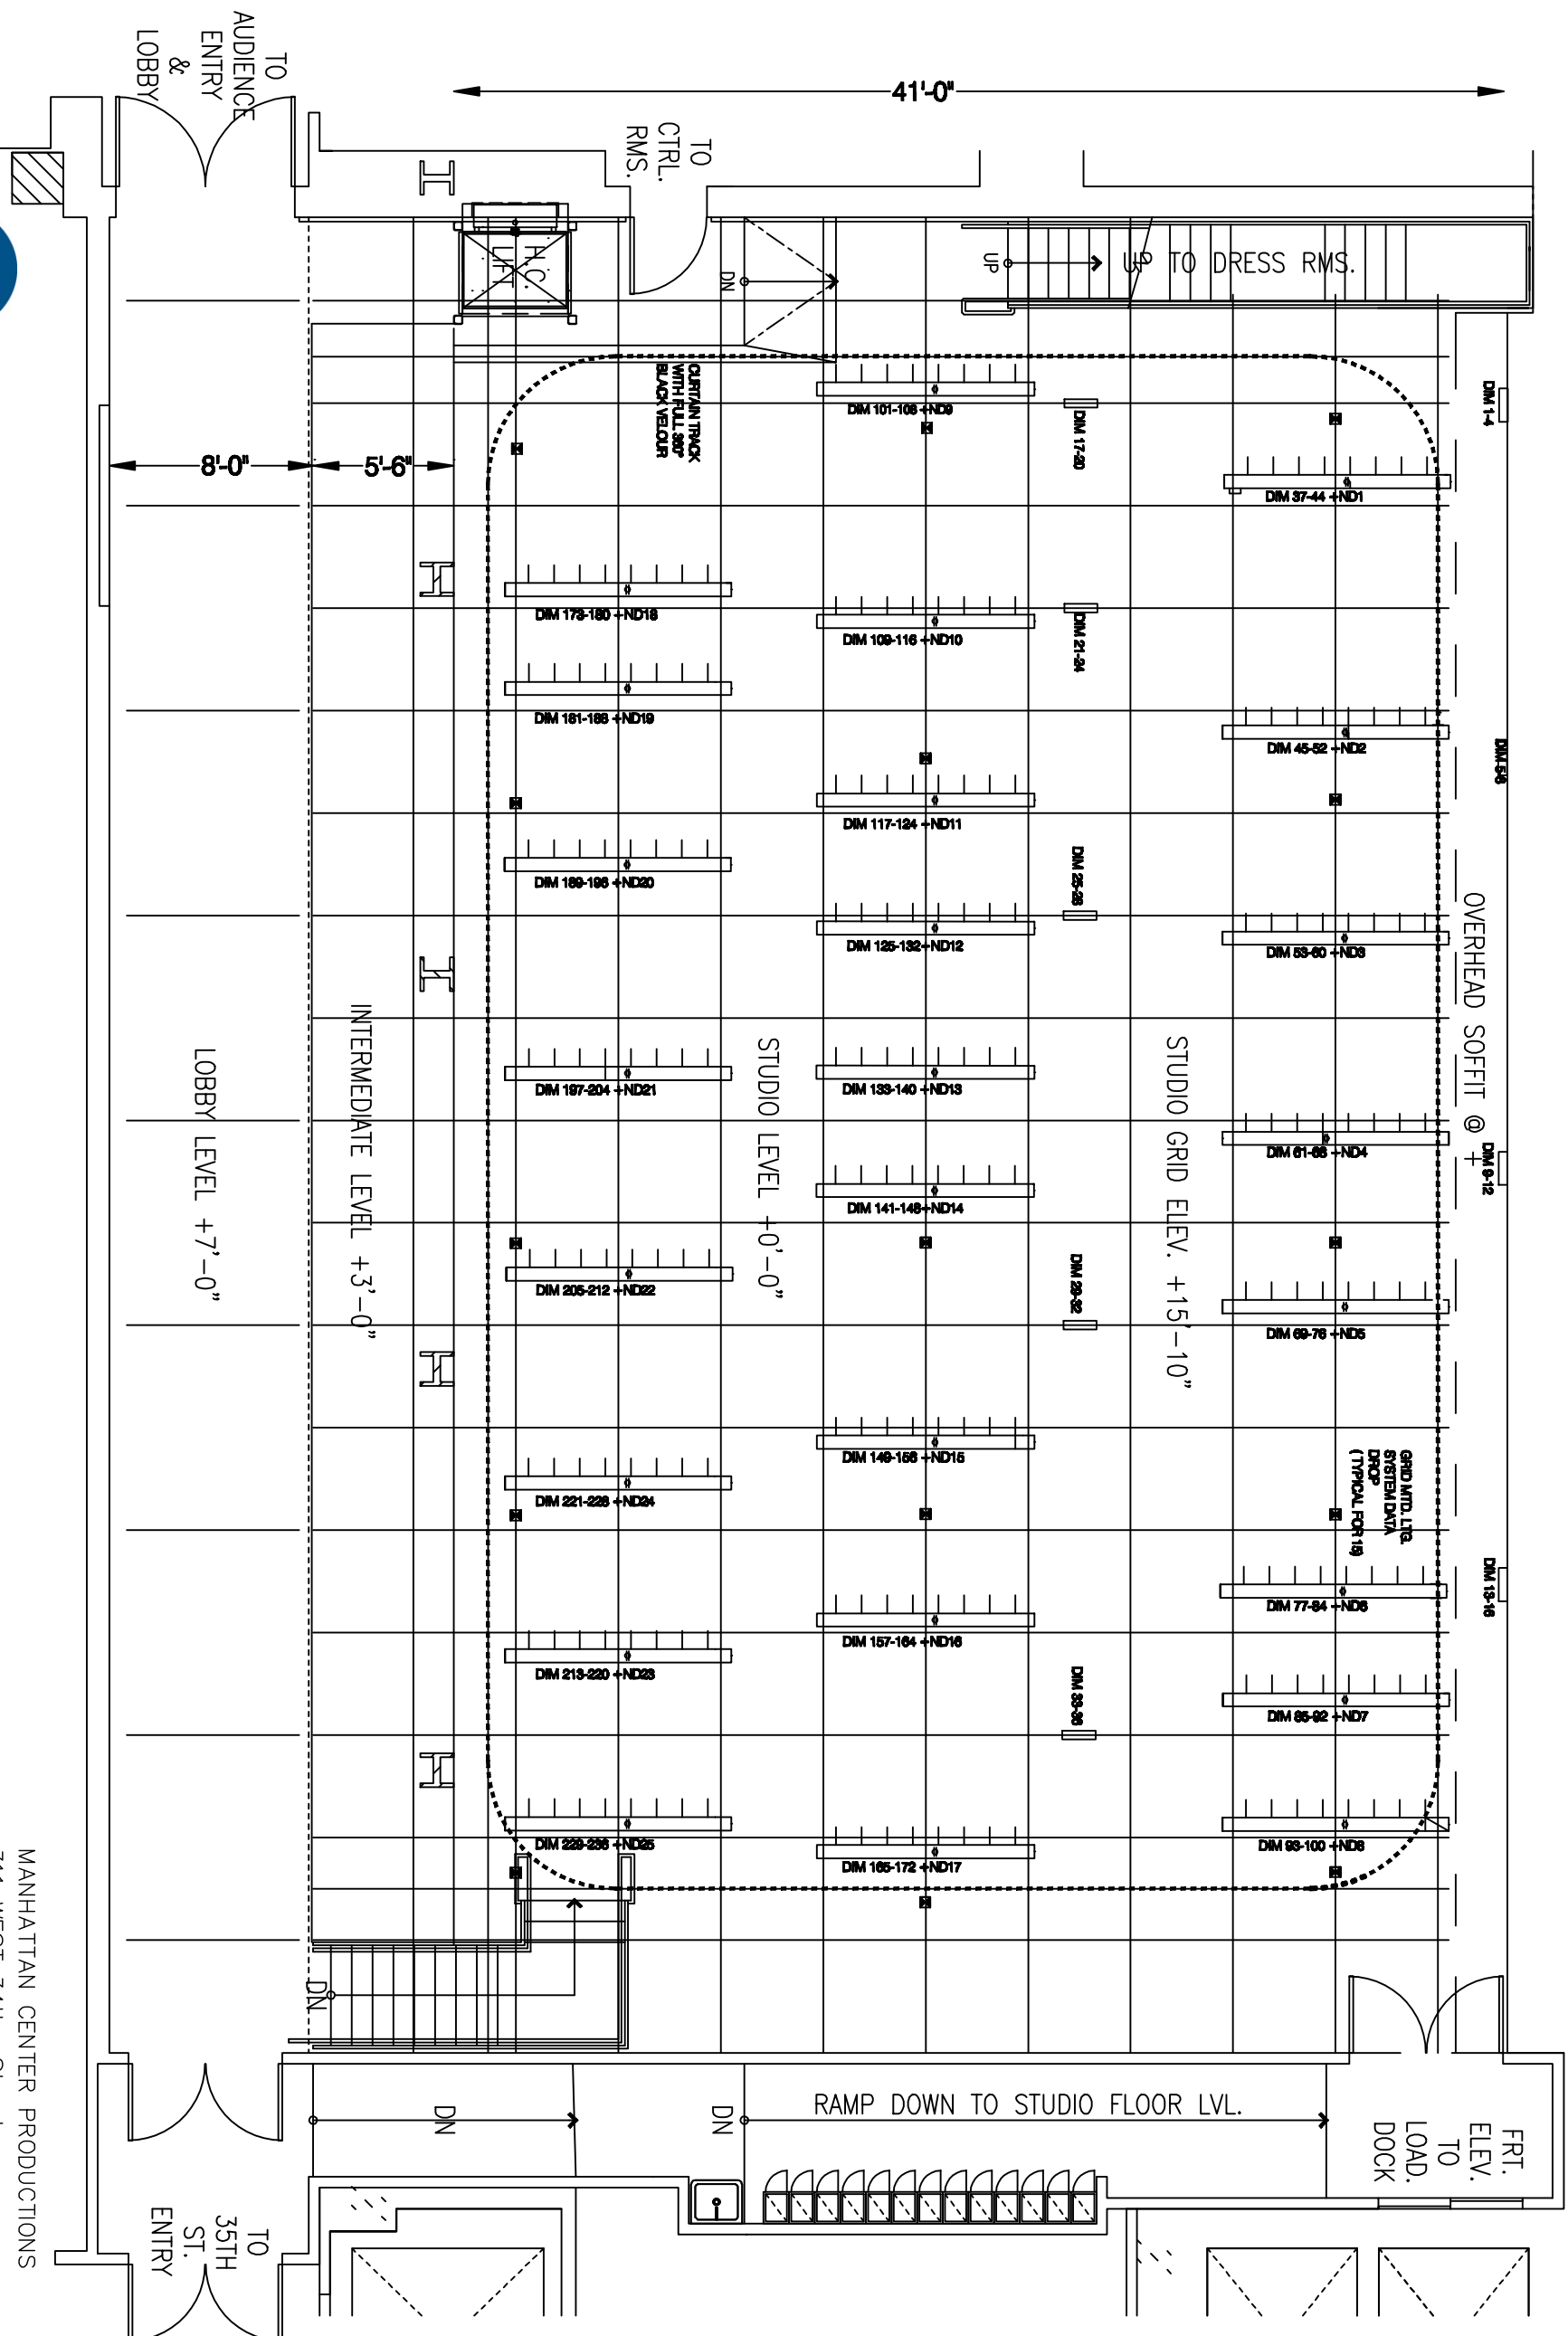 TO
AUDIENCE
ENTRY
&
LOBBY
41'-0"
TO
CTRL.
RMS.
H.C.
LIFT
DN
UP
UP TO DRESS RMS.
CURTAIN TRACK
WITH FULL 360°
BLACK VELOUR
8'-0"
5'-6"
DIM 101-108 +ND9
DIM 17-20
DIM 1-4
DIM 37-44 +ND1
DIM 173-180 +ND18
DIM 109-116 +ND10
DIM 21-24
DIM 181-188 +ND19
DIM 45-52 +ND2
DIM 5-8
DIM 117-124 +ND11
DIM 189-196 +ND20
DIM 25-28
DIM 125-132+ND12
DIM 53-60 +ND3
OVERHEAD SOFFIT @ +
DIM 197-204 +ND21
DIM 133-140 +ND13
DIM 61-68 +ND4
DIM 9-12
DIM 141-148+ND14
LOBBY LEVEL +7'-0"
INTERMEDIATE LEVEL +3'-0"
STUDIO LEVEL +0'-0"
STUDIO GRID ELEV. +15'-10"
DIM 205-212 +ND22
DIM 29-32
DIM 69-76 +ND5
DIM 149-156 +ND15
GRID MTD. LTG.
SYSTEM DATA
DROP
(TYPICAL FOR 15)
DIM 221-228 +ND24
DIM 77-84 +ND6
DIM 13-16
DIM 157-164 +ND16
DIM 213-220 +ND23
DIM 33-36
DIM 85-92 +ND7
DIM 229-236 +ND25
DIM 165-172 +ND17
DIM 93-100 +ND8
DN
DN
DN
RAMP DOWN TO STUDIO FLOOR LVL.
FRT.
ELEV.
TO
LOAD.
DOCK
TO
35TH
ST.
ENTRY
MANHATTAN CENTER PRODUCTIONS